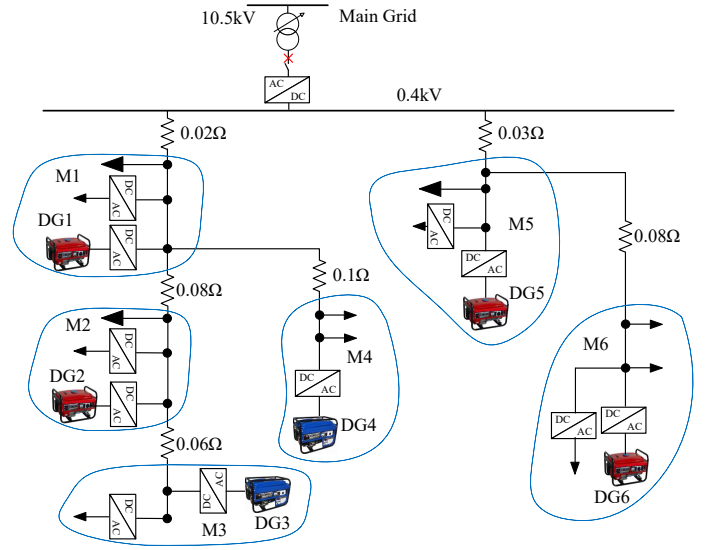 10.5kV
Main Grid
AC
DC
0.4kV
0.02Ω
0.03Ω
M1
DC
AC
DG1
DC
AC
M5
DC
AC
DC
AC
DG5
0.08Ω
0.08Ω
0.1Ω
M2
DC
AC
DG2
DC
AC
M4
DC
AC
DG4
M6
DC
AC
DC
AC
DG6
0.06Ω
DC
AC
M3
DC
AC
DG3